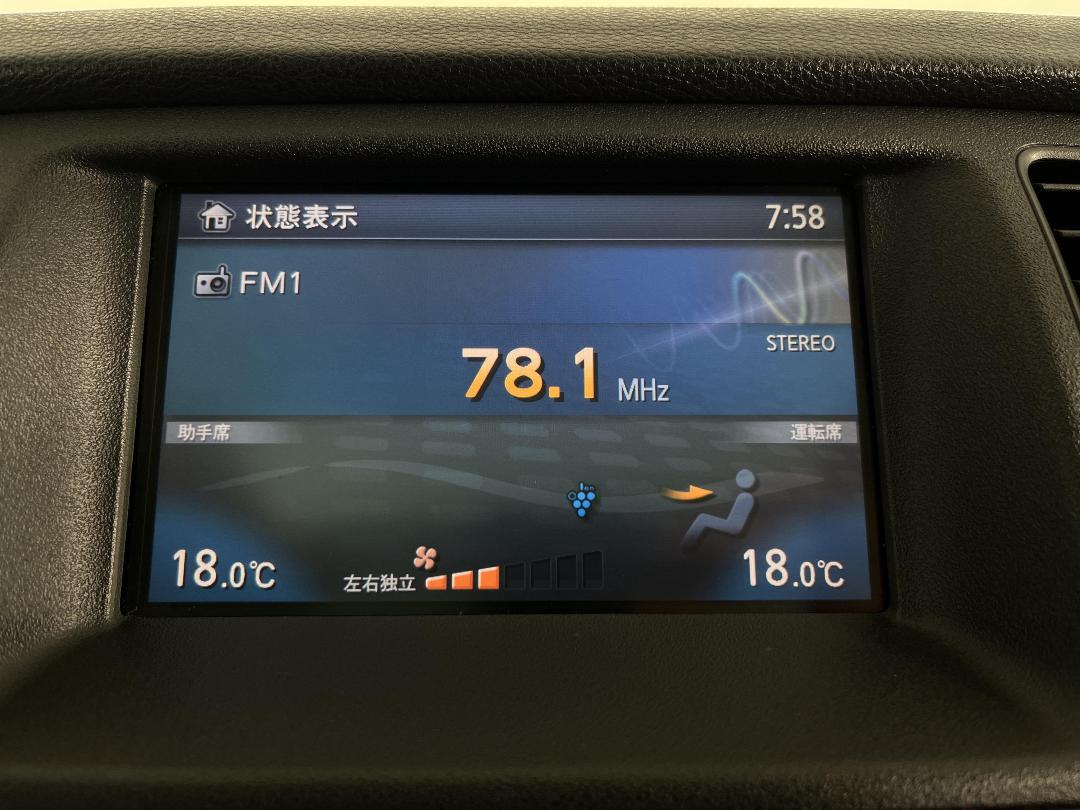 状態表示 7:58
FM1
STEREO
78.1 MHz
助手席 運転席
18.0℃ 左右独立 18.0℃